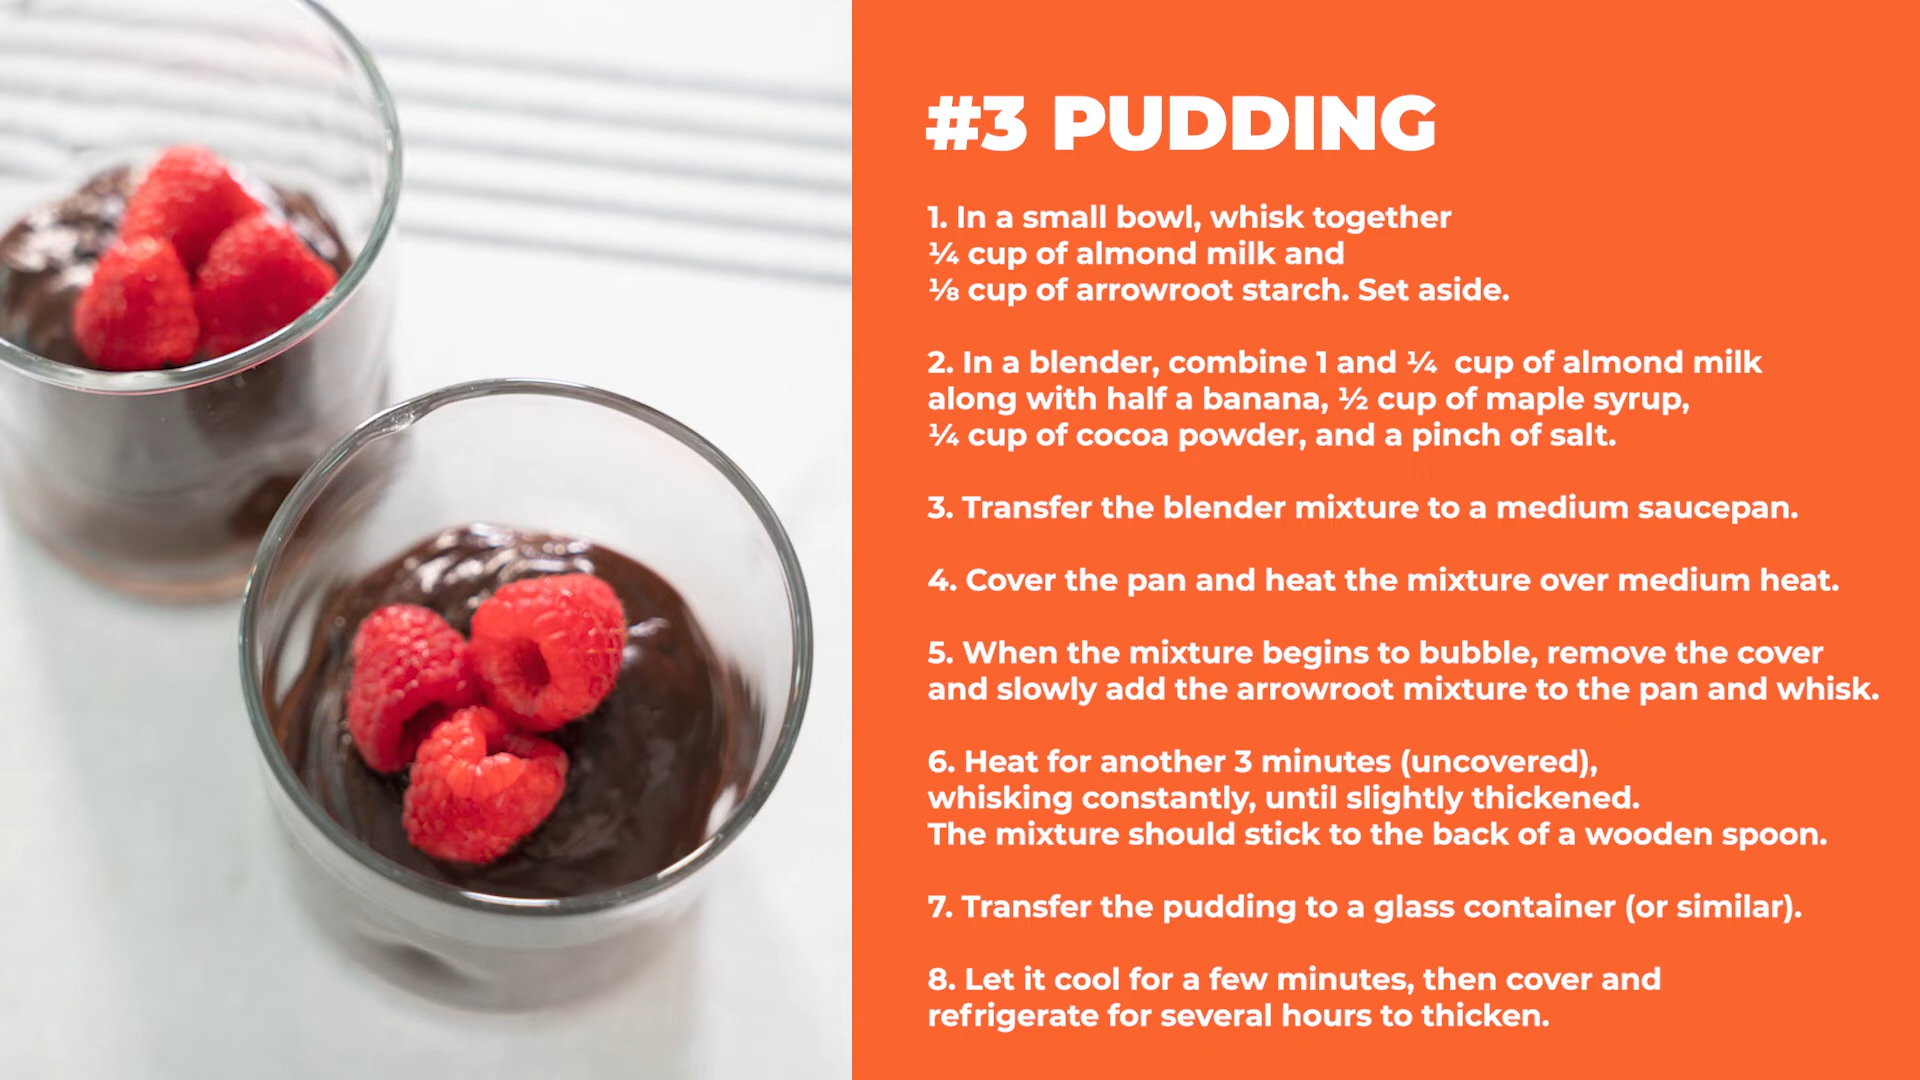 #3 PUDDING
1. In a small bowl, whisk together
¼ cup of almond milk and
⅛ cup of arrowroot starch. Set aside.
2. In a blender, combine 1 and ¼  cup of almond milk
along with half a banana, ½ cup of maple syrup,
¼ cup of cocoa powder, and a pinch of salt.
3. Transfer the blender mixture to a medium saucepan.
4. Cover the pan and heat the mixture over medium heat.
5. When the mixture begins to bubble, remove the cover
and slowly add the arrowroot mixture to the pan and whisk.
6. Heat for another 3 minutes (uncovered),
whisking constantly, until slightly thickened.
The mixture should stick to the back of a wooden spoon.
7. Transfer the pudding to a glass container (or similar).
8. Let it cool for a few minutes, then cover and
refrigerate for several hours to thicken.